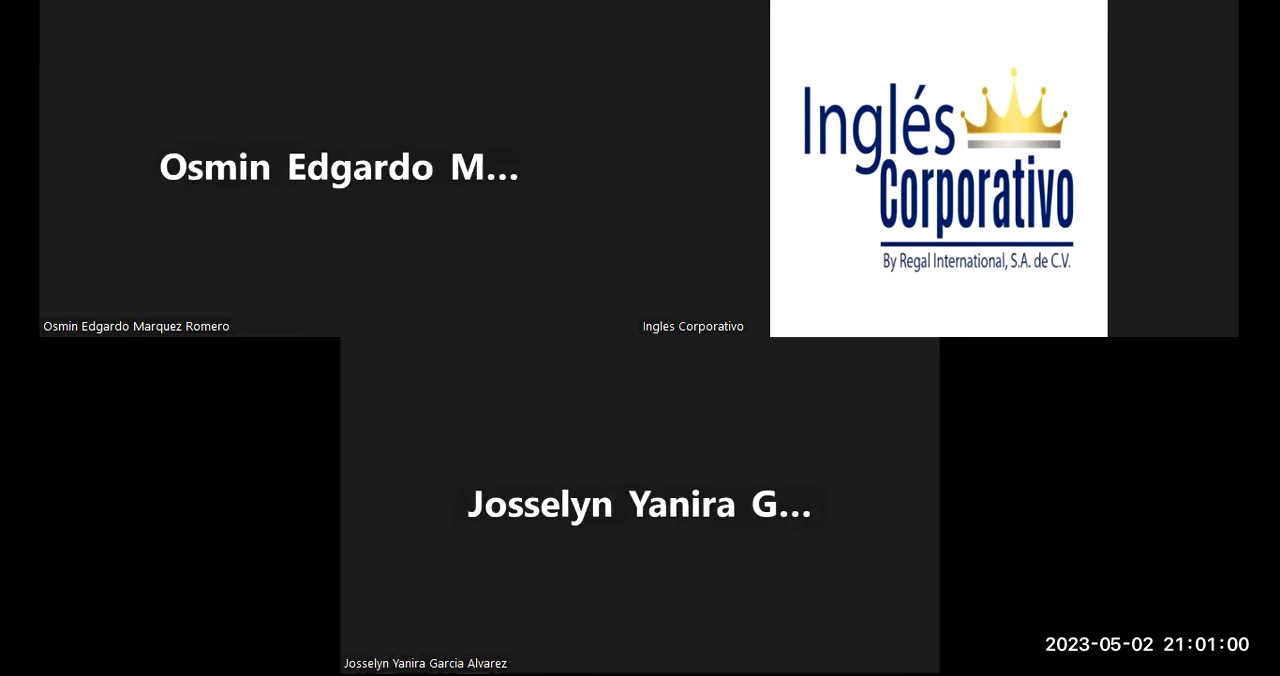 Osmin Edgardo M...
Osmin Edgardo Marquez Romero
Inglés
Corporativo
By Regal International, S.A. de C.V.
Ingles Corporativo
Josselyn Yanira G...
Josselyn Yanira Garcia Alvarez
2023-05-02 21:01:00